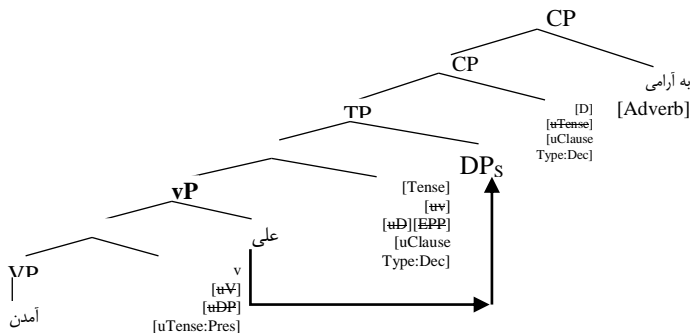 CP
CP
به آرامی
[Adverb]
[D]
[uTense]
[uClause
Type:Dec]
TP
DPS
[Tense]
[uv]
[uD][EPP]
[uClause
Type:Dec]
vP
علی
v
[uV]
[uDP]
[uTense:Pres]
VP
آمدن